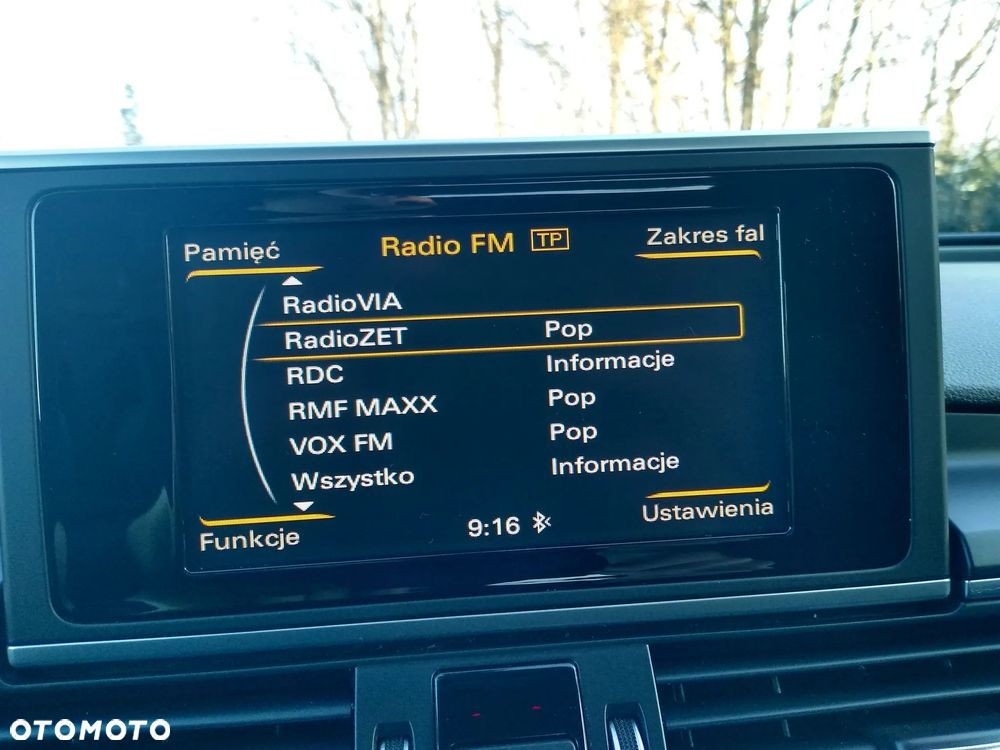 Pamięć Radio FM TP Zakres fal
RadioVIA
RadioZET Pop
RDC Informacje
RMF MAXX Pop
VOX FM Pop
Wszystko Informacje
Funkcje 9:16 Ustawienia
OTOMOTO